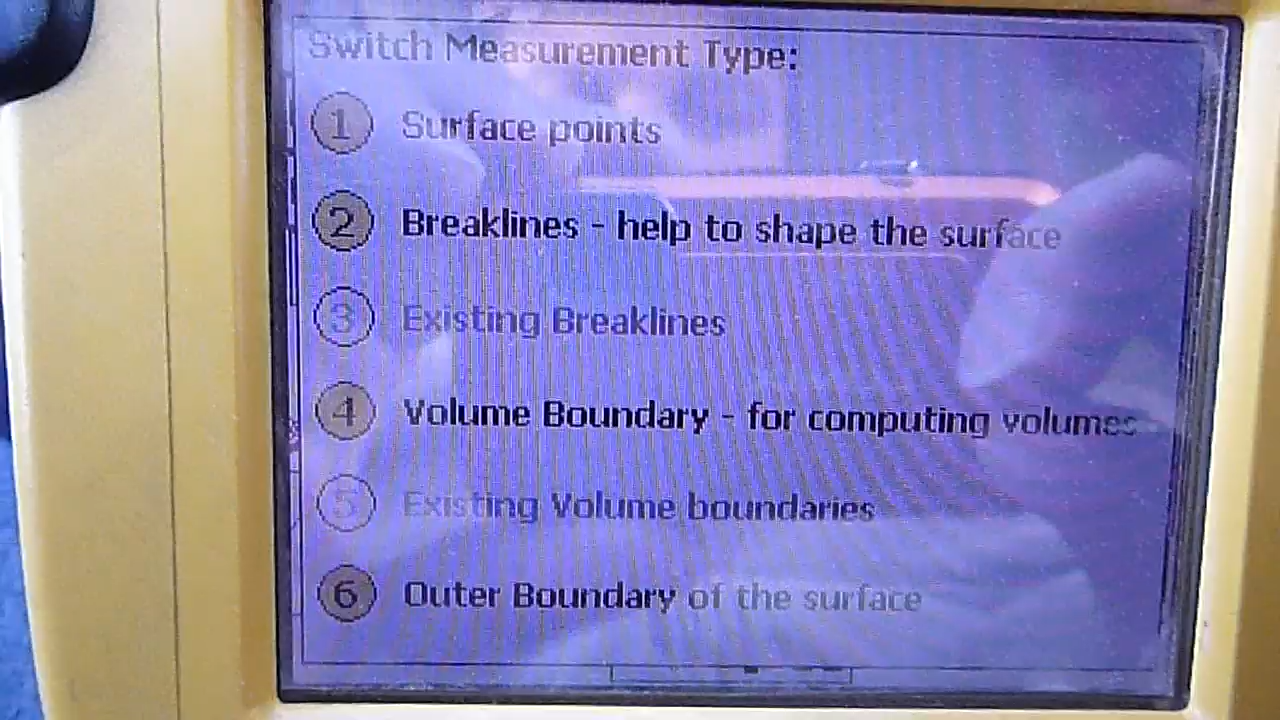 Switch Measurement Type:
1 Surface points
2 Breaklines - help to shape the surface
3 Existing Breaklines
4 Volume Boundary - for computing volumes
5 Existing Volume boundaries
6 Outer Boundary of the surface